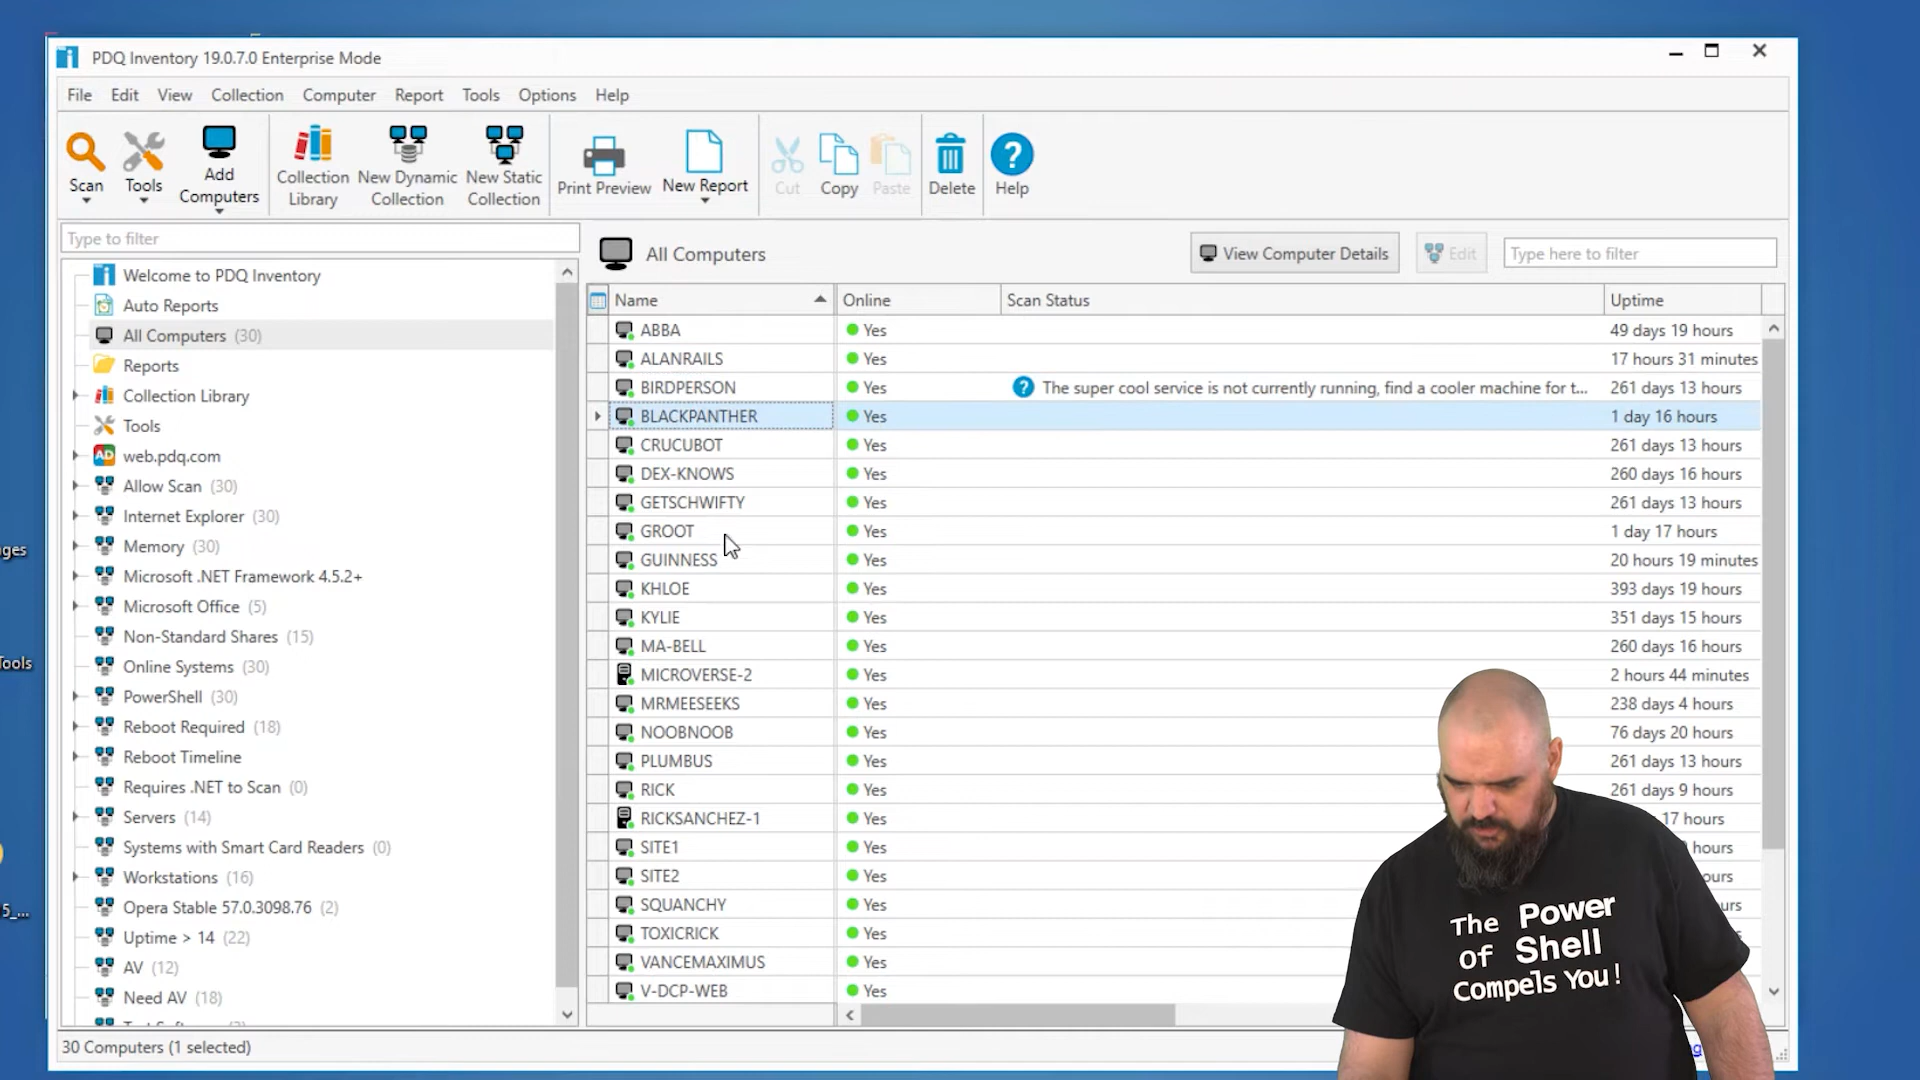 PDQ Inventory 19.0.7.0 Enterprise Mode
File Edit View Collection Computer Report Tools Options Help
Scan Tools Add Computers Collection Library New Dynamic Collection New Static Collection Print Preview New Report Cut Copy Paste Delete Help
Type to filter
All Computers View Computer Details Edit Type here to filter
Welcome to PDQ Inventory
Auto Reports
All Computers (30)
Reports
Collection Library
Tools
web.pdq.com
Allow Scan (30)
Internet Explorer (30)
Memory (30)
Microsoft .NET Framework 4.5.2+
Microsoft Office (5)
Non-Standard Shares (15)
Online Systems (30)
PowerShell (30)
Reboot Required (18)
Reboot Timeline
Requires .NET to Scan (0)
Servers (14)
Systems with Smart Card Readers (0)
Workstations (16)
Opera Stable 57.0.3098.76 (2)
Uptime > 14 (22)
AV (12)
Need AV (18)
Name Online Scan Status Uptime
ABBA Yes 49 days 19 hours
ALANRAILS Yes 17 hours 31 minutes
BIRDPERSON Yes The super cool service is not currently running, find a cooler machine for t... 261 days 13 hours
BLACKPANTHER Yes 1 day 16 hours
CRUCUBOT Yes 261 days 13 hours
DEX-KNOWS Yes 260 days 16 hours
GETSCHWIFTY Yes 261 days 13 hours
GROOT Yes 1 day 17 hours
GUINNESS Yes 20 hours 19 minutes
KHLOE Yes 393 days 19 hours
KYLIE Yes 351 days 15 hours
MA-BELL Yes 260 days 16 hours
MICROVERSE-2 Yes 2 hours 44 minutes
MRMEESEEKS Yes 238 days 4 hours
NOOBNOOB Yes 76 days 20 hours
PLUMBUS Yes 261 days 13 hours
RICK Yes 261 days 9 hours
RICKSANCHEZ-1 Yes 17 hours
SITE1 Yes hours
SITE2 Yes
SQUANCHY Yes
TOXICRICK Yes
VANCEMAXIMUS Yes
V-DCP-WEB Yes
30 Computers (1 selected)
AD
ges
Tools
5_...
The Power
of Shell
Compels You!